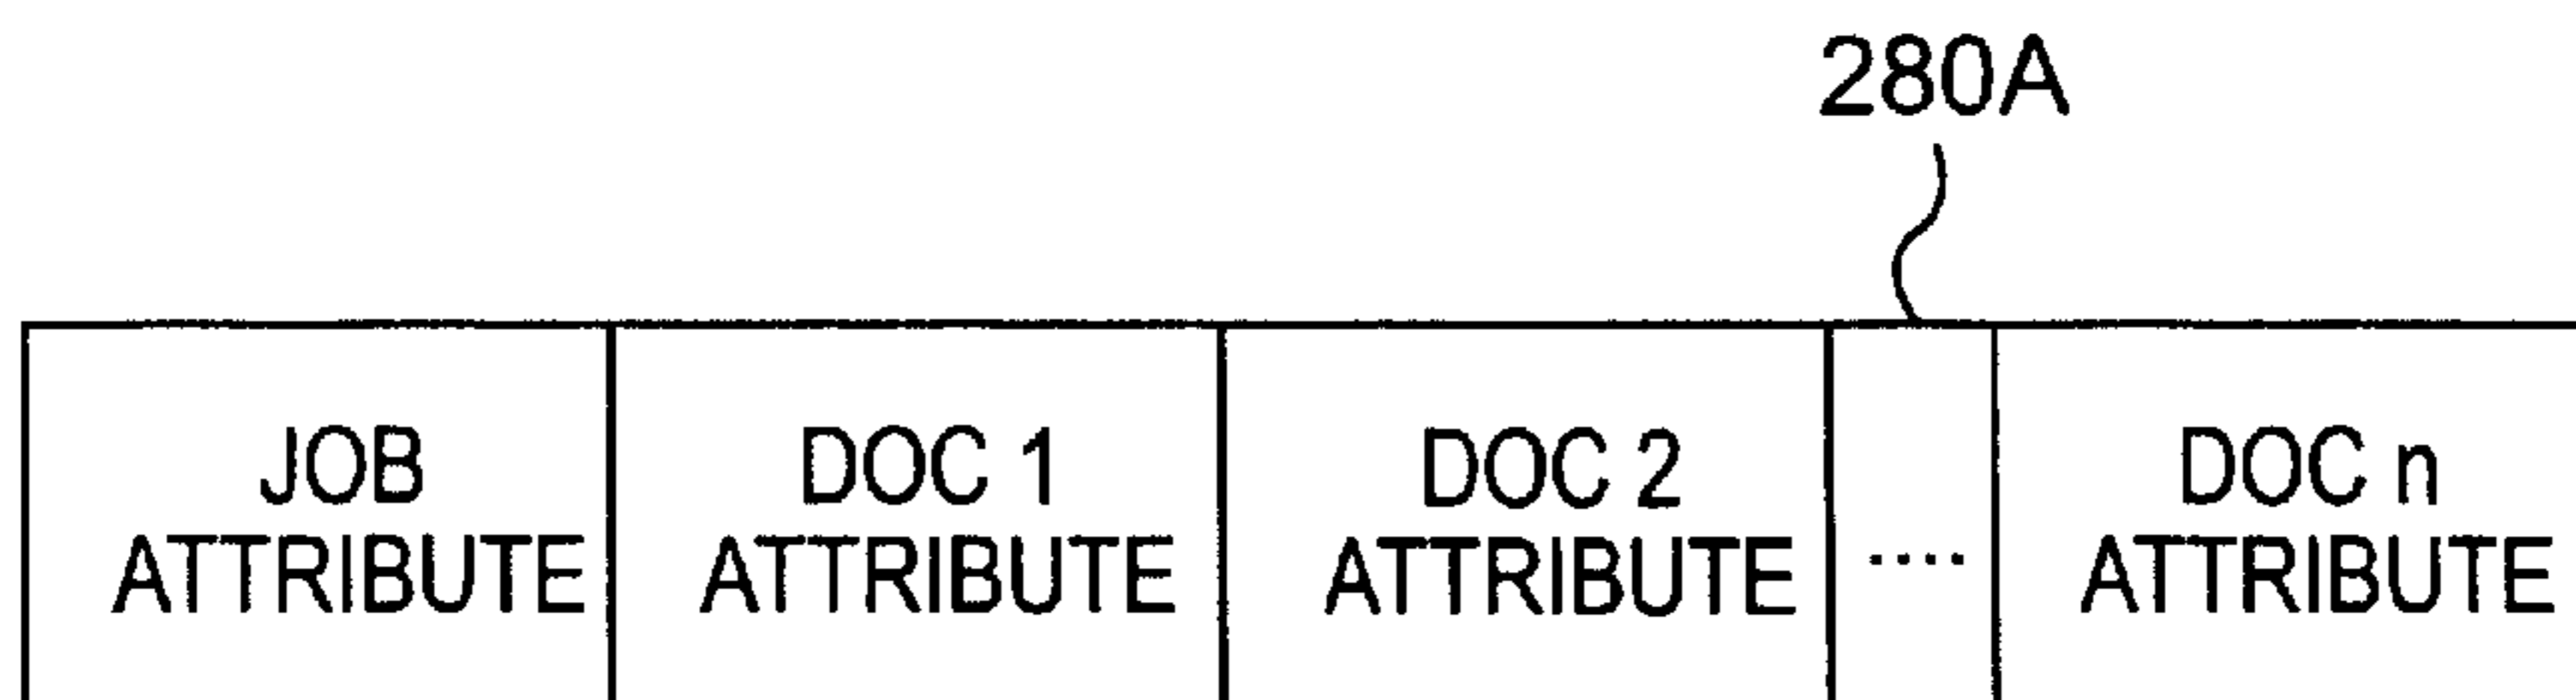 280A
JOB
ATTRIBUTE
DOC 1
ATTRIBUTE
DOC 2
ATTRIBUTE
....
DOC n
ATTRIBUTE